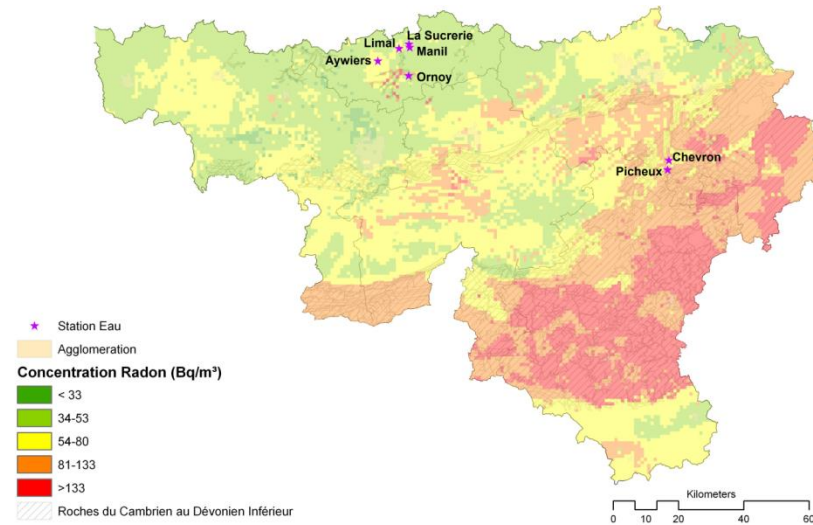 La Sucrerie
Limal
Manil
Aywiers
Ornoy
Chevron
Picheux
Station Eau
Agglomeration
Concentration Radon (Bq/m³)
< 33
34-53
54-80
81-133
>133
Roches du Cambrien au Dévonien Inférieur
Kilometers
0 10 20 40 60